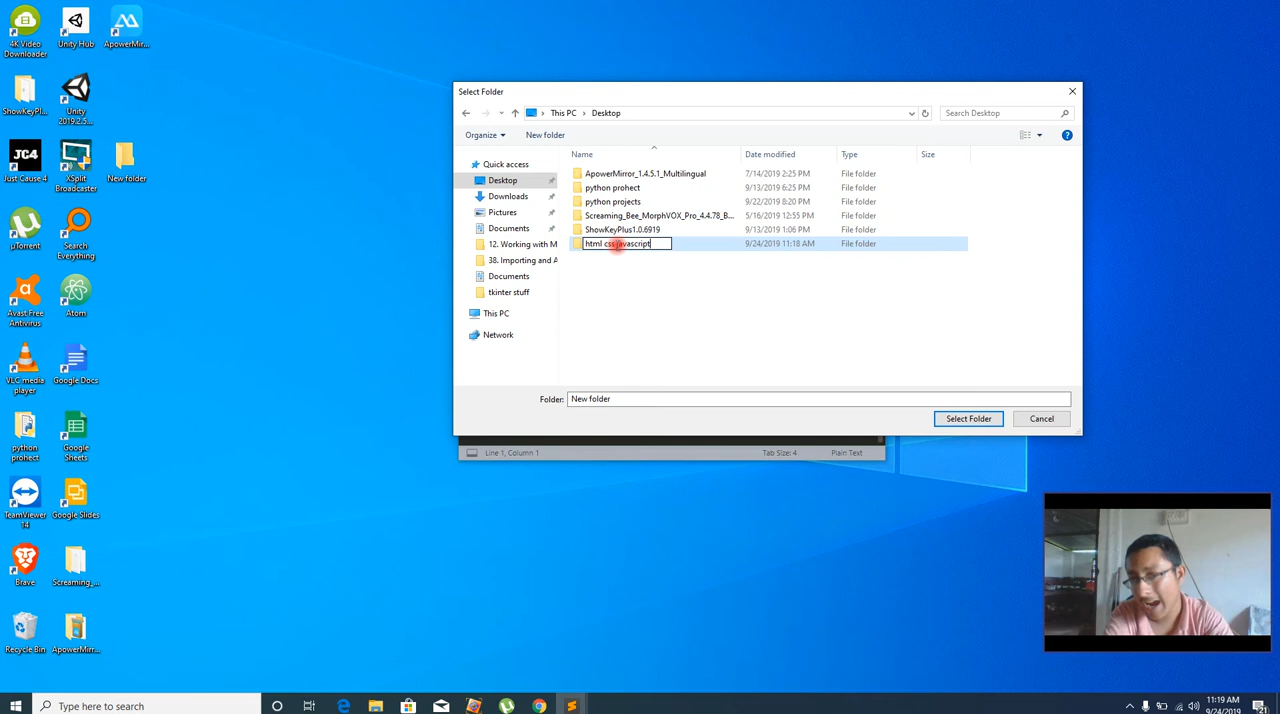 4K Video
Downloader
Unity Hub
ApowerMir...
ShowKeyPl...
Unity
2019.2.5...
JC4
Just Cause 4
XSplit
Broadcaster
New folder
µTorrent
Search
Everything
Avast Free
Antivirus
Atom
VLC media
player
Google Docs
python
prohect
Google
Sheets
TeamViewer
14
Google Slides
Brave
Screaming_...
Recycle Bin
ApowerMirr...
Select Folder
This PC
Desktop
Search Desktop
Organize
New folder
Quick access
Desktop
Downloads
Pictures
Documents
12. Working with M
38. Importing and A
Documents
tkinter stuff
This PC
Network
Name Date modified Type Size
ApowerMirror_1.4.5.1_Multilingual 7/14/2019 2:25 PM File folder
python prohect 9/13/2019 6:25 PM File folder
python projects 9/22/2019 8:20 PM File folder
Screaming_Bee_MorphVOX_Pro_4.4.78_B... 5/16/2019 12:55 PM File folder
ShowKeyPlus1.0.6919 9/13/2019 1:06 PM File folder
html css javascript 9/24/2019 11:18 AM File folder
Folder: New folder
Select Folder Cancel
Line 1, Column 1 Tab Size: 4 Plain Text
Type here to search
11:19 AM
9/24/2019
21